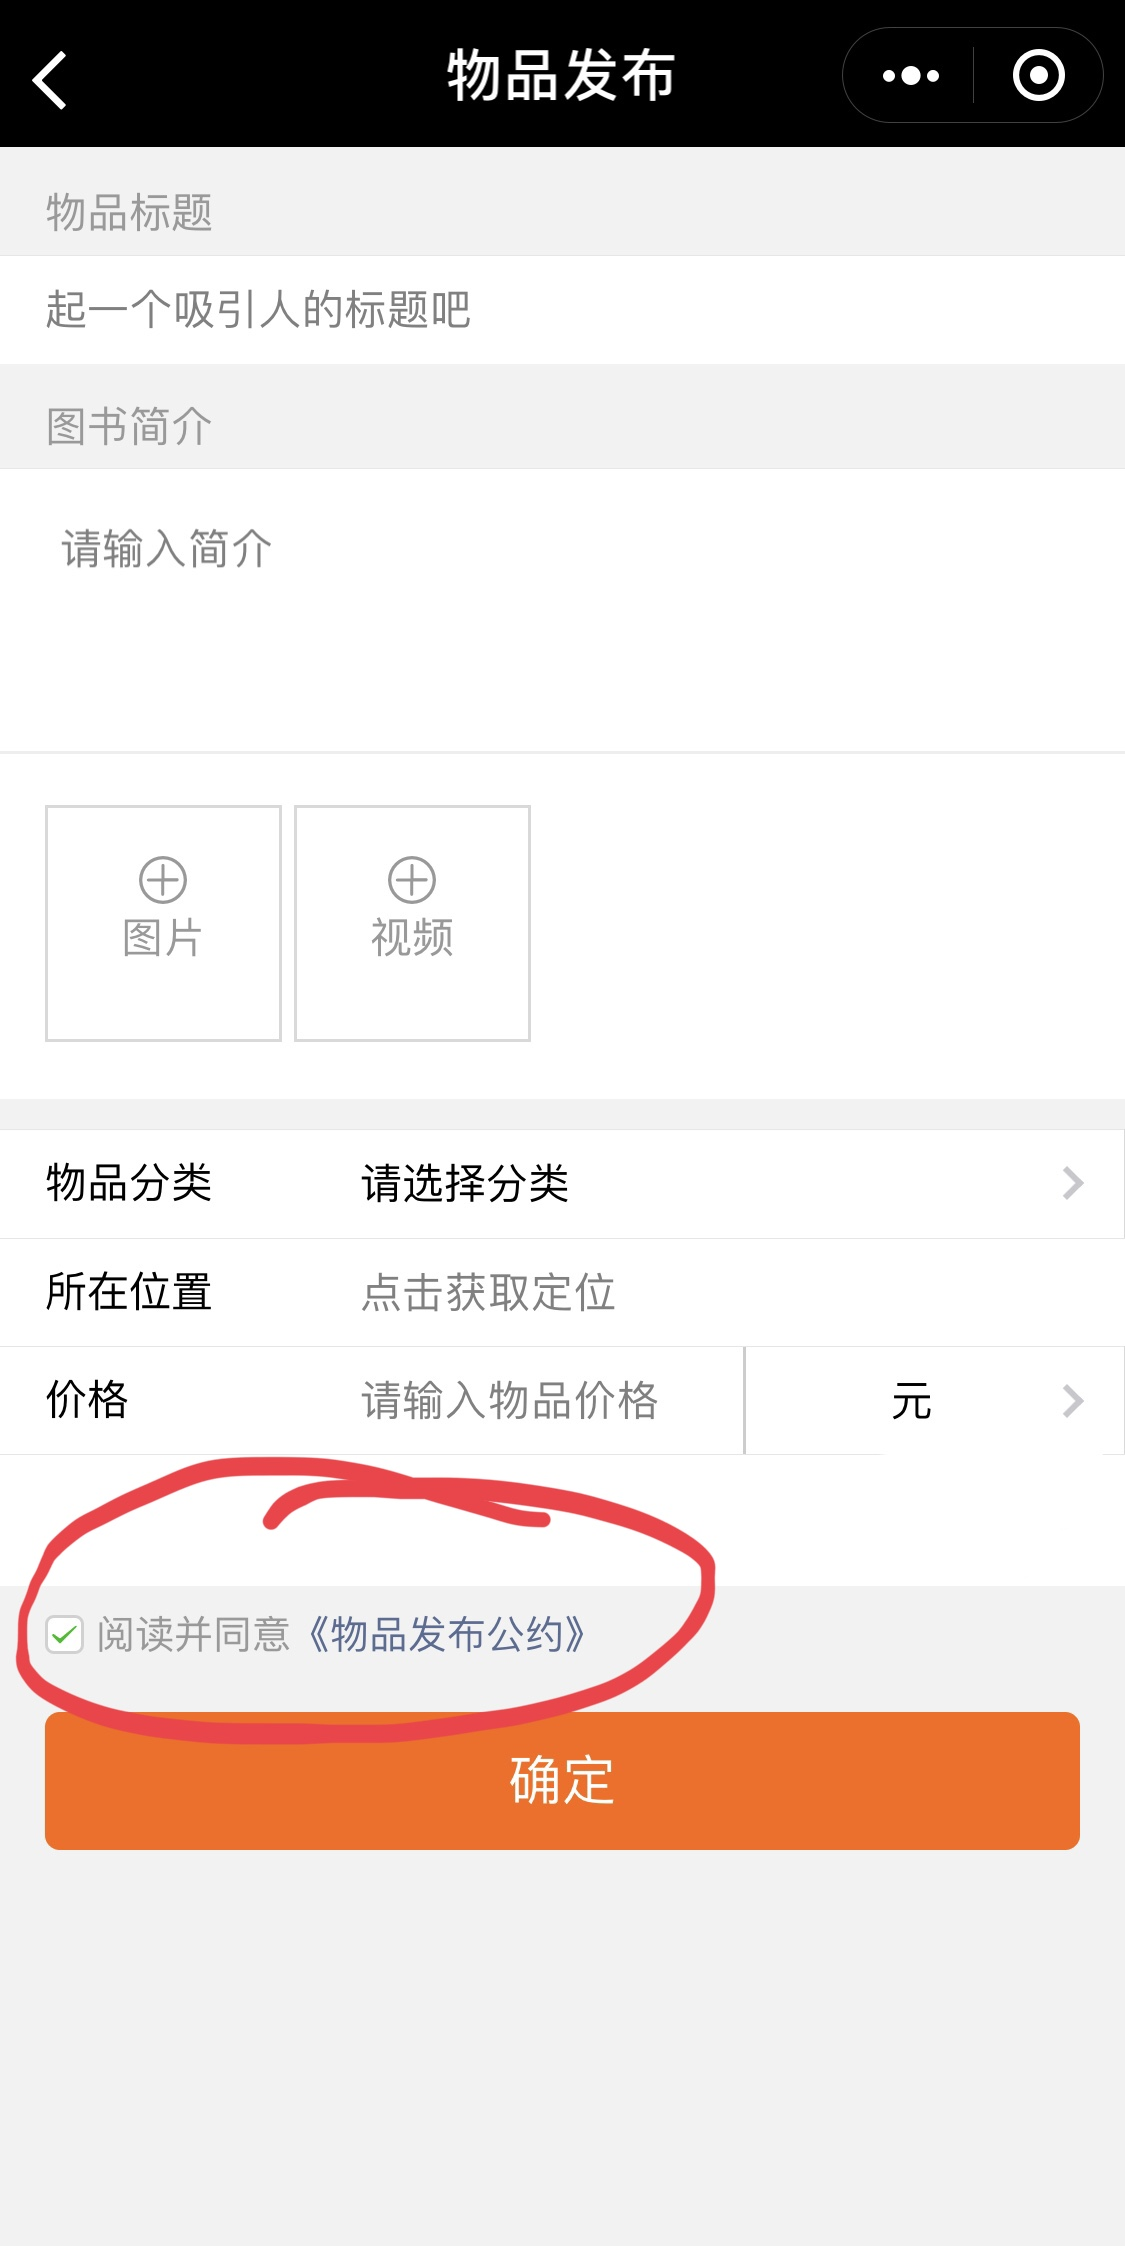 物品发布
物品标题
起一个吸引人的标题吧
图书简介
请输入简介
图片 视频
物品分类 请选择分类
所在位置 点击获取定位
价格 请输入物品价格 元
阅读并同意《物品发布公约》
确定